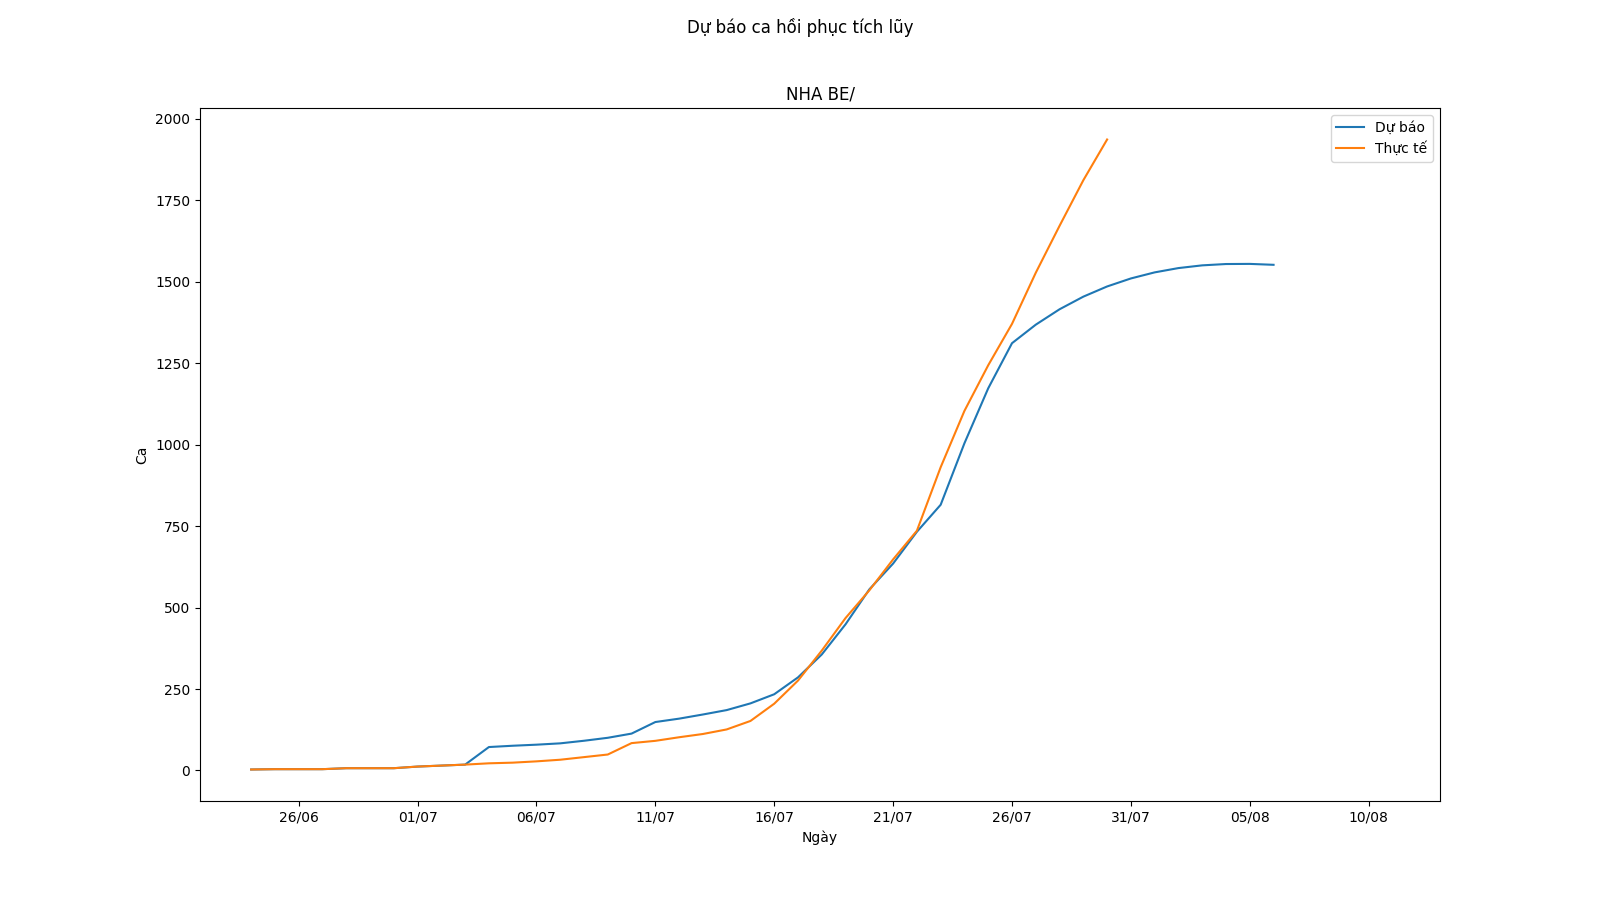 Dự báo ca hồi phục tích lũy
NHA BE/
Dự báo
Thực tế
2000
1750
1500
1250
1000
750
500
250
0
Ca
26/06 01/07 06/07 11/07 16/07 21/07 26/07 31/07 05/08 10/08
Ngày